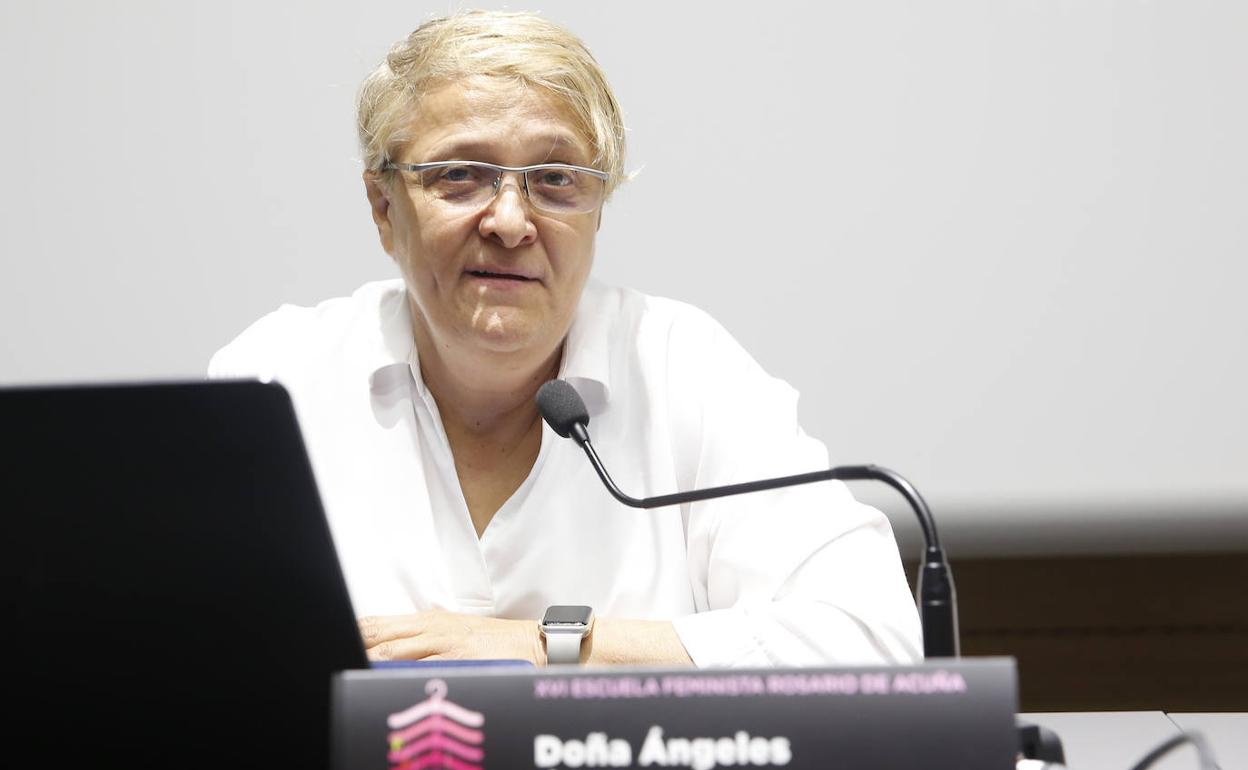 XVI ESCUELA FEMINISTA ROSARIO DE ACUÑA
Doña Ángeles